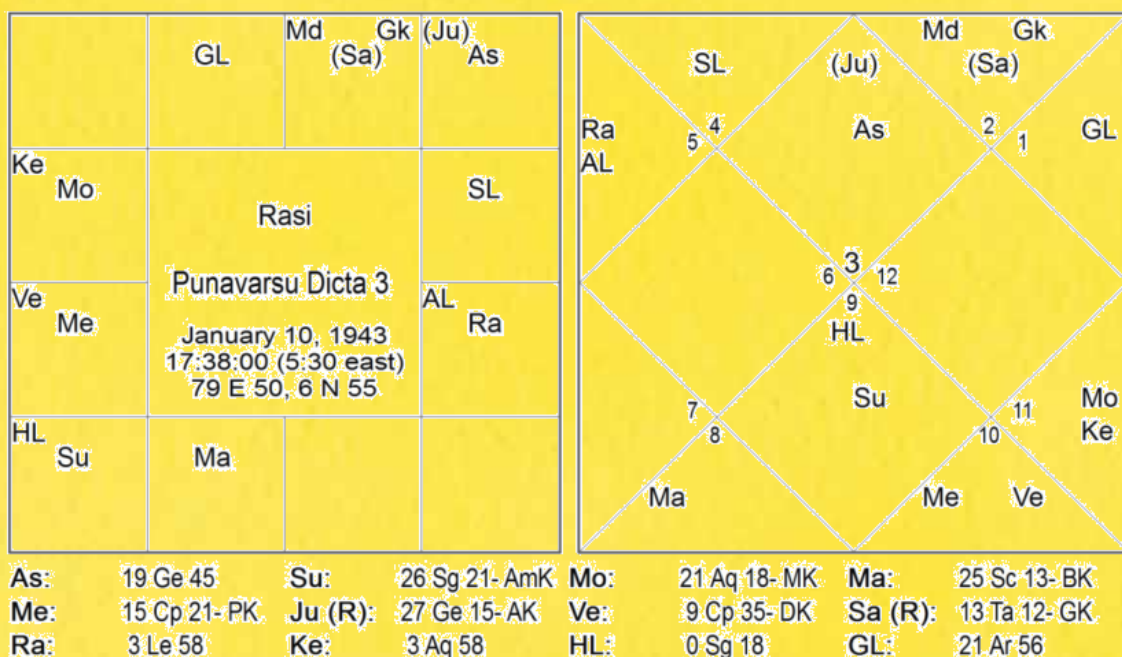 Md Gk (Ju)
GL (Sa) As
Ke
Mo SL
Rasi
Punavarsu Dicta 3
Ve AL
Me Ra
January 10, 1943
17:38:00 (5:30 east)
79 E 50, 6 N 55
HL
Su Ma
Md Gk
SL (Ju) (Sa)
Ra As GL
AL
5 4 2 1
6 3 12
9
HL
Su
7 8 10 11
Mo
Ke
Ma Me Ve
As: 19 Ge 45 Su: 26 Sg 21- AmK Mo: 21 Aq 18- MK Ma: 25 Sc 13- BK
Me: 15 Cp 21- PK Ju (R): 27 Ge 15- AK Ve: 9 Cp 35- DK Sa (R): 13 Ta 12- GK
Ra: 3 Le 58 Ke: 3 Aq 58 HL: 0 Sg 18 GL: 21 Ar 56